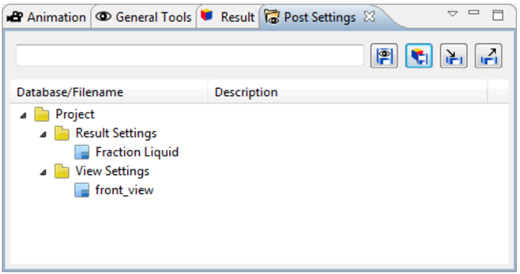 Animation General Tools Result Post Settings
Database/Filename Description
Project
Result Settings
Fraction Liquid
View Settings
front_view